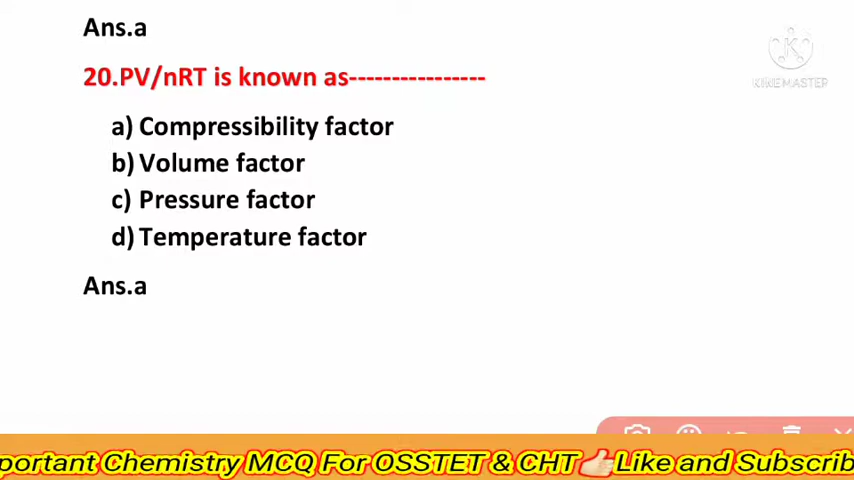 Ans.a
20.PV/nRT is known as----------------
KINEMASTER
a) Compressibility factor
b) Volume factor
c) Pressure factor
d) Temperature factor
Ans.a
portant Chemistry MCQ For OSSTET & CHT👍Like and Subscrib